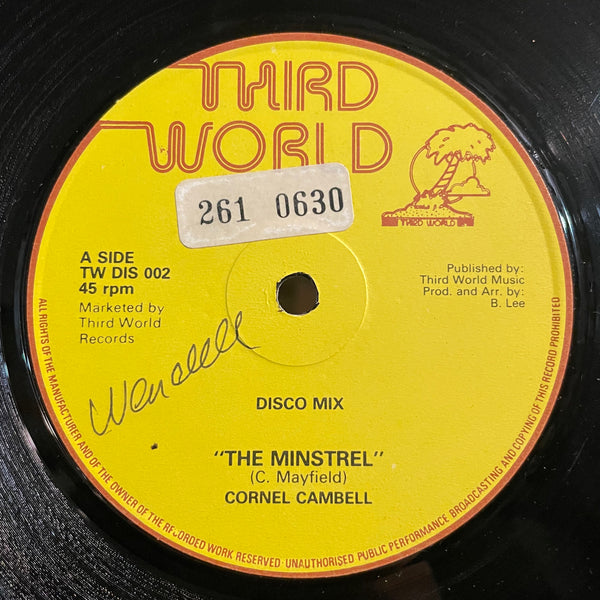 THIRD
WORLD
THIRD WORLD
261 0630
A SIDE
TW DIS 002
45 rpm
Marketed by
Third World
Records
Published by:
Third World Music
Prod. and Arr. by:
B. Lee
Wendell
DISCO MIX
"THE MINSTREL"
(C. Mayfield)
CORNEL CAMBELL
ALL RIGHTS OF THE MANUFACTURER AND OF THE OWNER OF THE RECORDED WORK RESERVED · UNAUTHORISED PUBLIC PERFORMANCE BROADCASTING AND COPYING OF THIS RECORD PROHIBITED